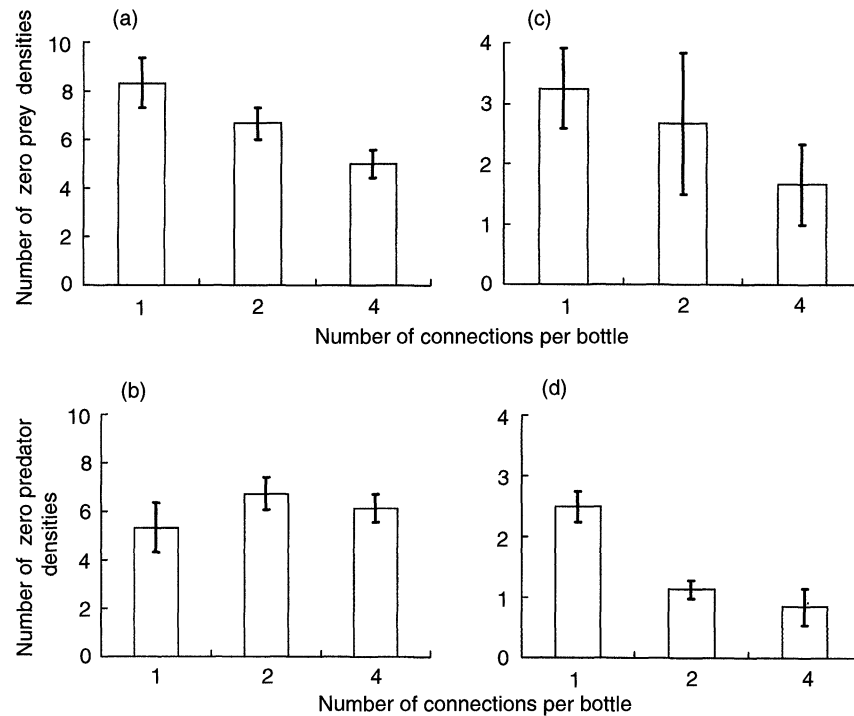 (a)
Number of zero prey densities
10
8
6
4
2
0
1 2 4
(c)
4
3
2
1
0
1 2 4
Number of connections per bottle
(b)
Number of zero predator
densities
10
8
6
4
2
0
1 2 4
(d)
4
3
2
1
0
1 2 4
Number of connections per bottle